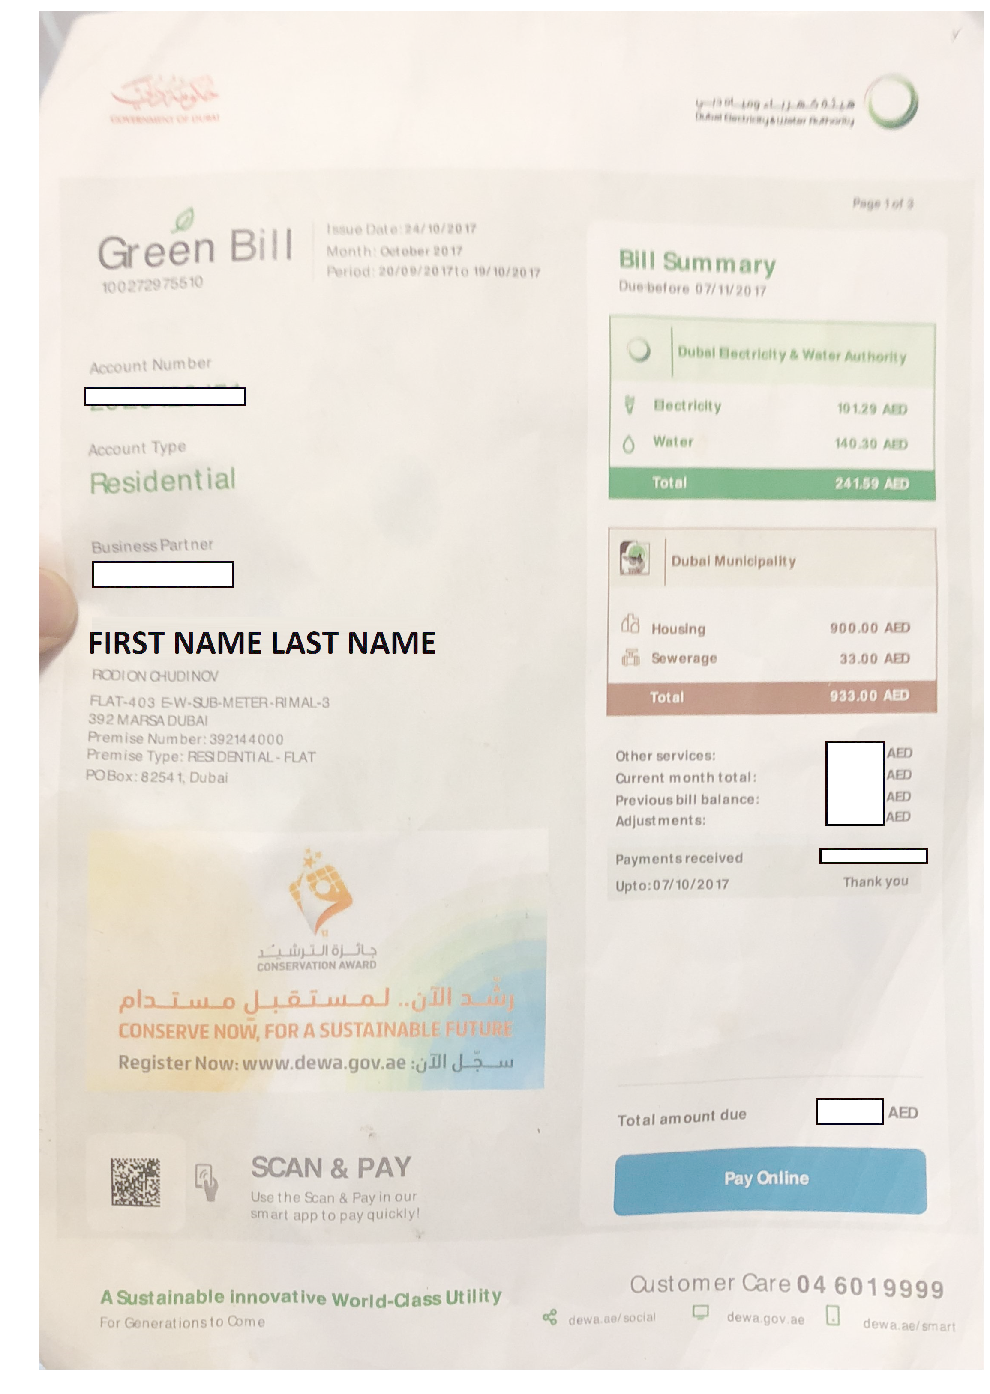 حكومة دبي
GOVERNMENT OF DUBAI
هيئة كهرباء ومياه دبي
Dubai Electricity & Water Authority
Page 1 of 3
Green Bill
100272975510
Issue Date: 24/10/2017
Month: October 2017
Period: 20/09/2017 to 19/10/2017
Account Number
Account Type
Residential
Business Partner
FIRST NAME LAST NAME
RODION CHUDINOV
FLAT-403 E-W-SUB-METER-RIMAL-3
392 MARSA DUBAI
Premise Number: 392144000
Premise Type: RESIDENTIAL - FLAT
PO Box: 82541, Dubai
جائزة الترشيد
CONSERVATION AWARD
رشّد الآن.. لمستقبل مستدام
CONSERVE NOW, FOR A SUSTAINABLE FUTURE
Register Now: www.dewa.gov.ae سجّل الآن:
SCAN & PAY
Use the Scan & Pay in our
smart app to pay quickly!
Bill Summary
Due before 07/11/2017
Dubai Electricity & Water Authority
Electricity 101.29 AED
Water 140.30 AED
Total 241.59 AED
Dubai Municipality
Housing 900.00 AED
Sewerage 33.00 AED
Total 933.00 AED
Other services: AED
Current month total: AED
Previous bill balance: AED
Adjustments: AED
Payments received
Upto: 07/10/2017 Thank you
Total amount due AED
Pay Online
A Sustainable innovative World-Class Utility
For Generations to Come
Customer Care 04 6019999
dewa.ae/social dewa.gov.ae dewa.ae/smart